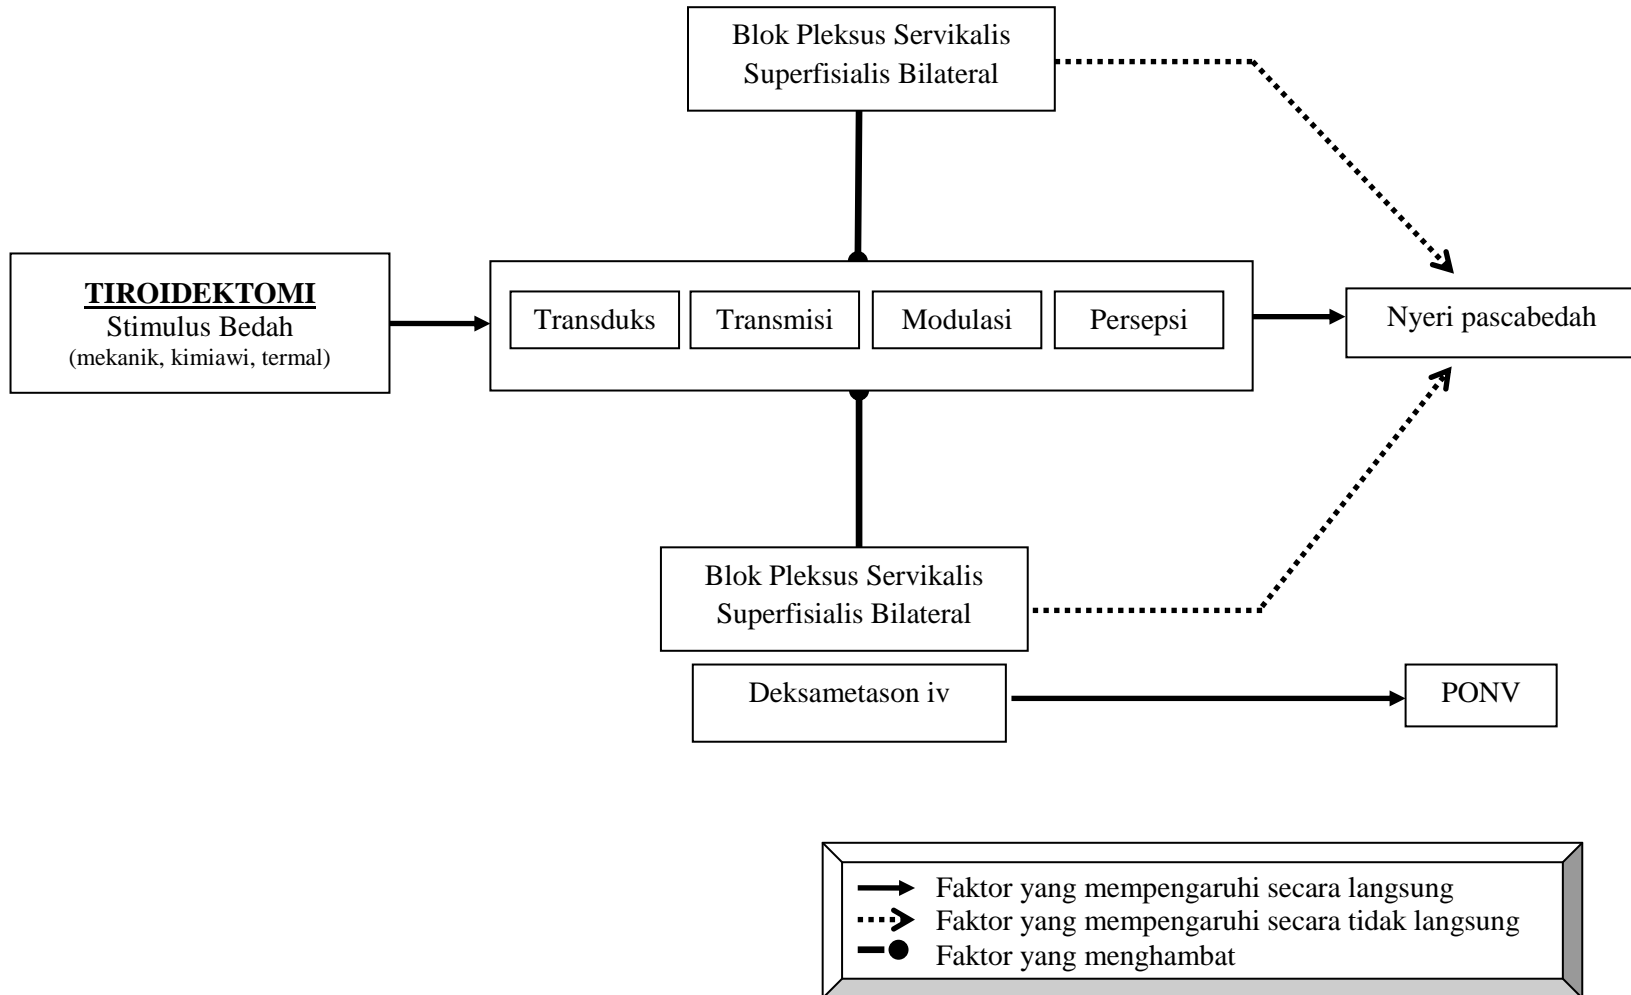 Blok Pleksus Servikalis
Superfisialis Bilateral
TIROIDEKTOMI
Stimulus Bedah
(mekanik, kimiawi, termal)
Transduks
Transmisi
Modulasi
Persepsi
Nyeri pascabedah
Blok Pleksus Servikalis
Superfisialis Bilateral
Deksametason iv
PONV
Faktor yang mempengaruhi secara langsung
Faktor yang mempengaruhi secara tidak langsung
Faktor yang menghambat